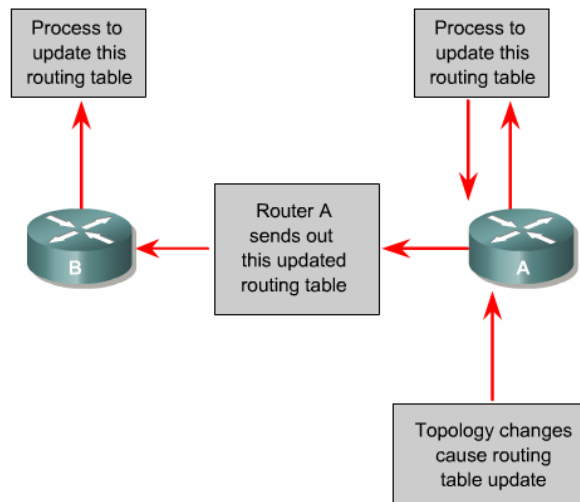 Process to
update this
routing table
Process to
update this
routing table
Router A
sends out
this updated
routing table
B
A
Topology changes
cause routing
table update